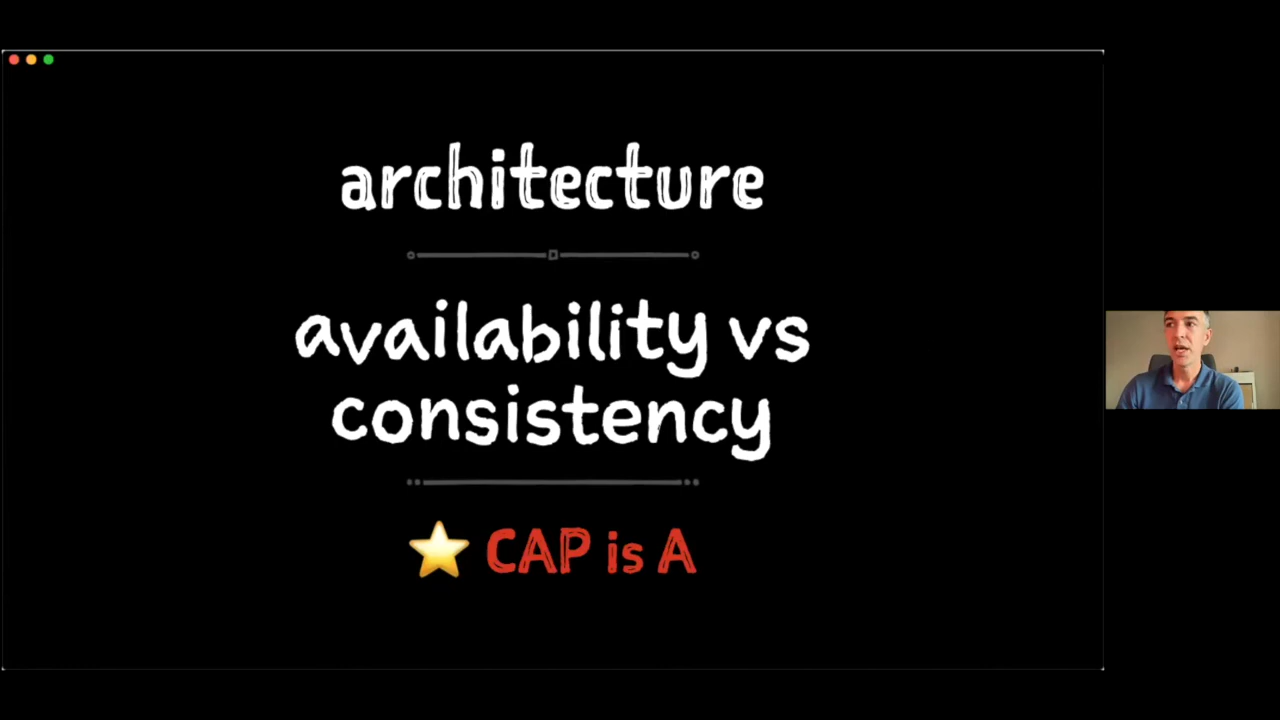 architecture
availability vs
consistency
⭐ CAP is A